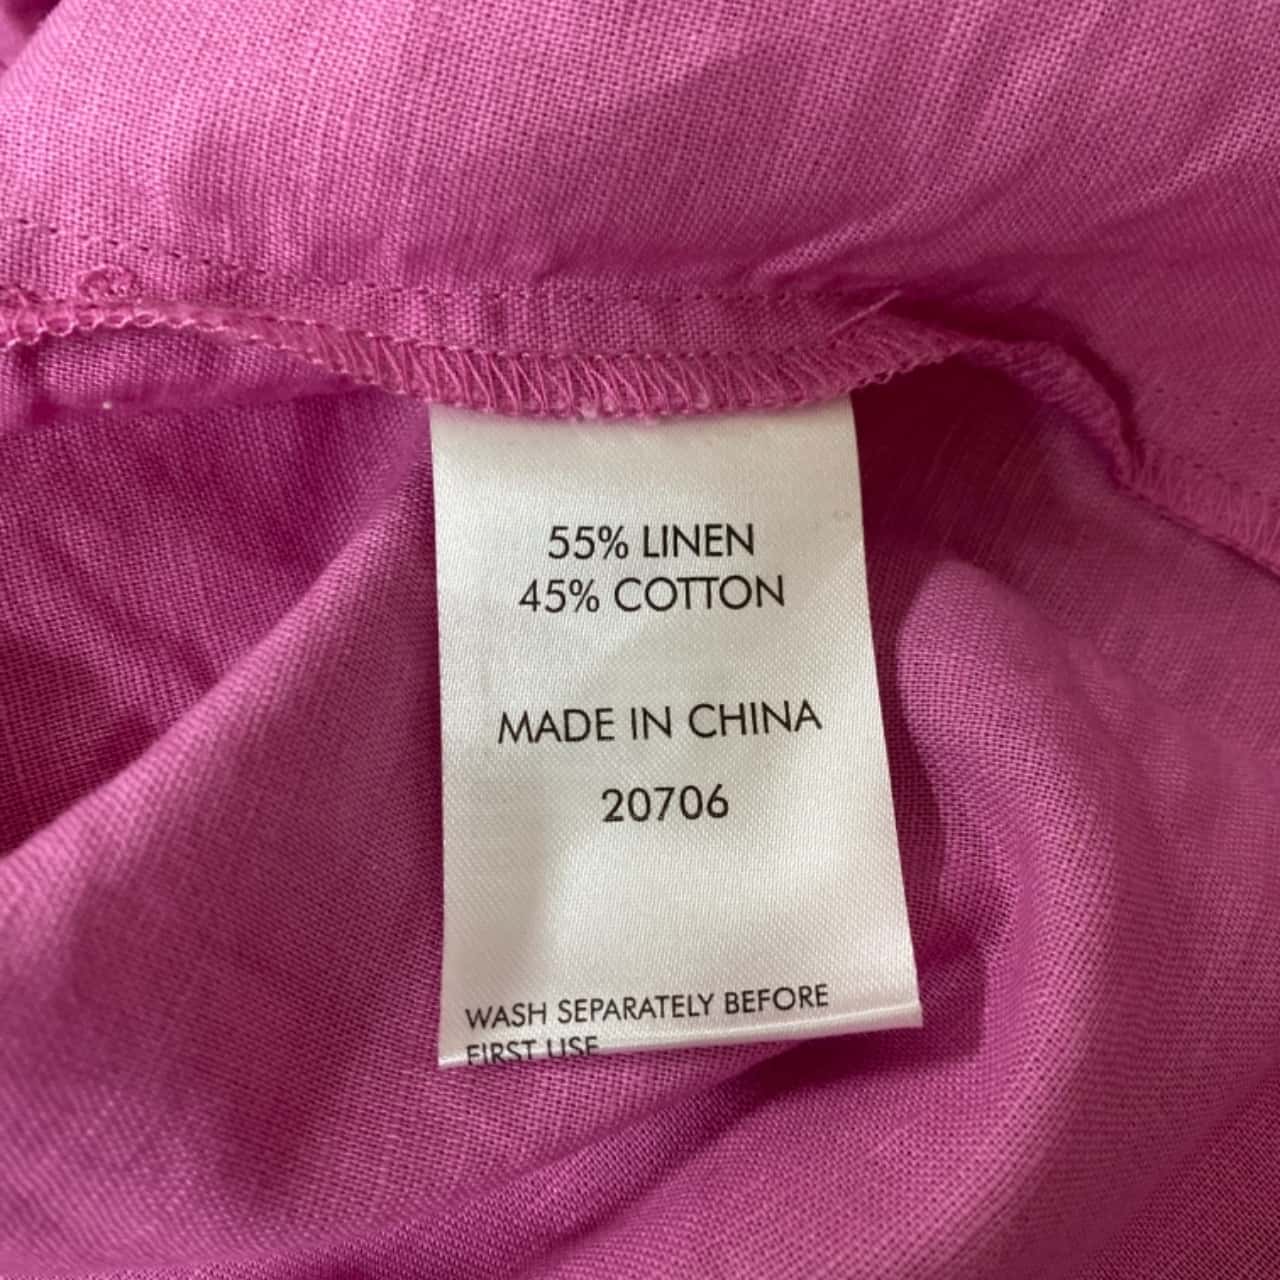 55% LINEN
45% COTTON
MADE IN CHINA
20706
WASH SEPARATELY BEFORE
FIRST USE